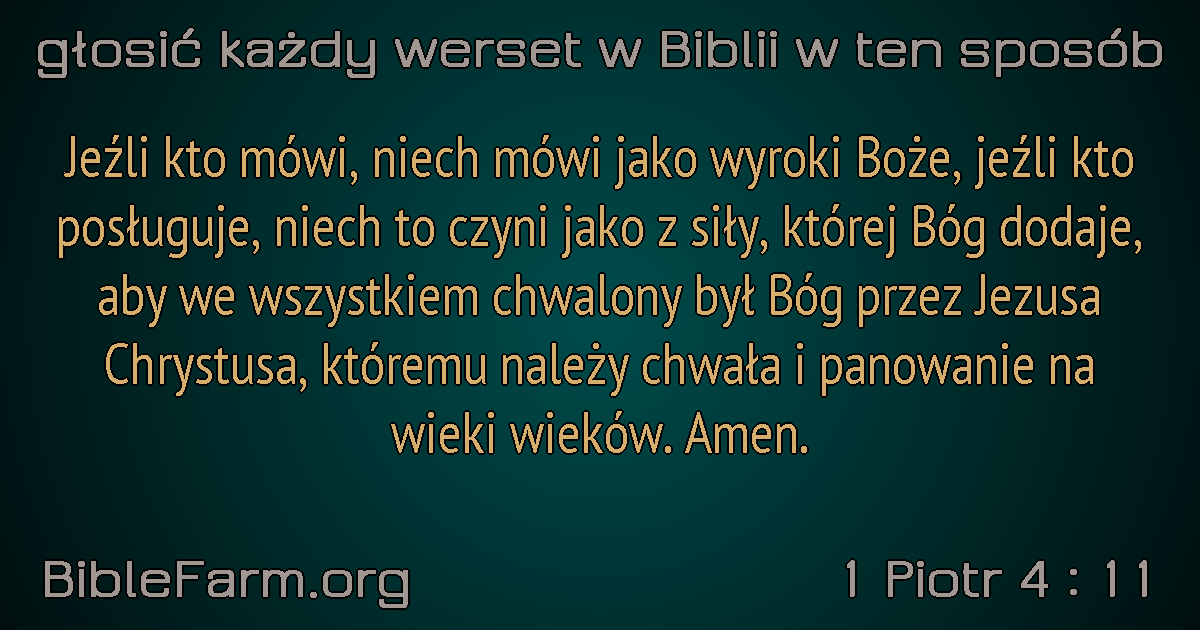 głosić każdy werset w Biblii w ten sposób
Jeźli kto mówi, niech mówi jako wyroki Boże, jeźli kto
posługuje, niech to czyni jako z siły, której Bóg dodaje,
aby we wszystkiem chwalony był Bóg przez Jezusa
Chrystusa, któremu należy chwała i panowanie na
wieki wieków. Amen.
BibleFarm.org
1 Piotr 4 : 11